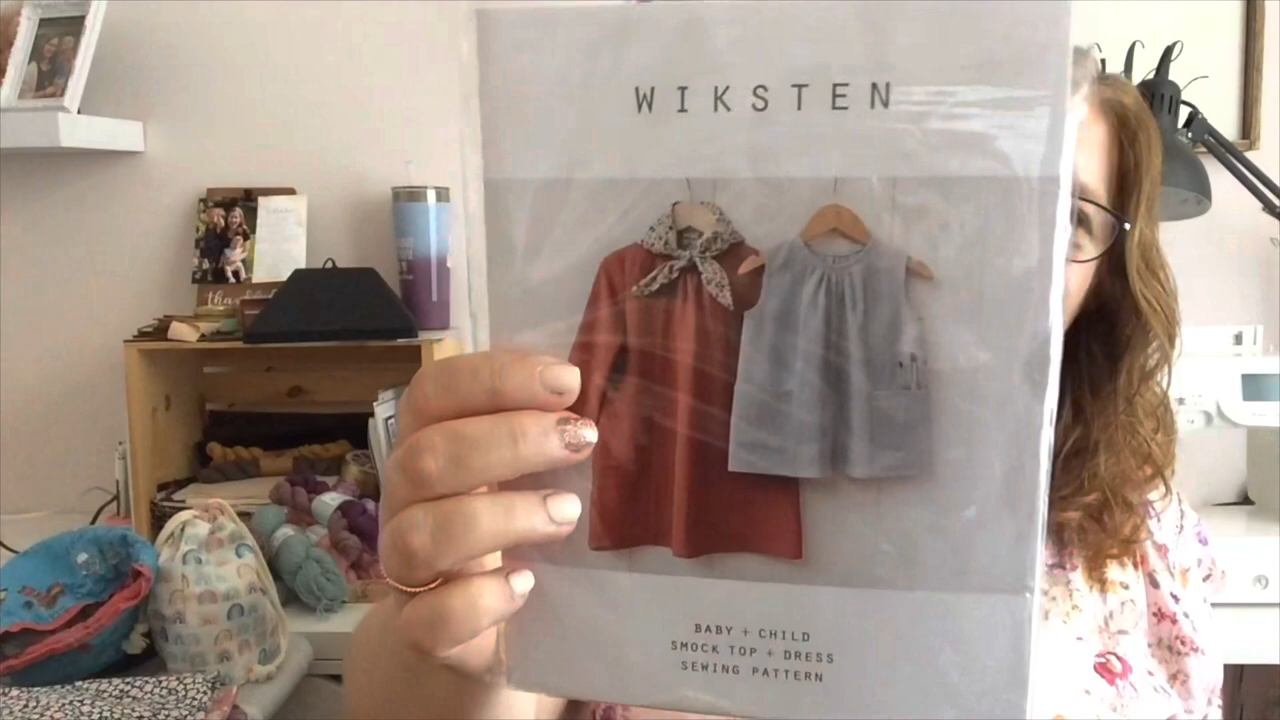 WIKSTEN
BABY + CHILD
SMOCK TOP + DRESS
SEWING PATTERN